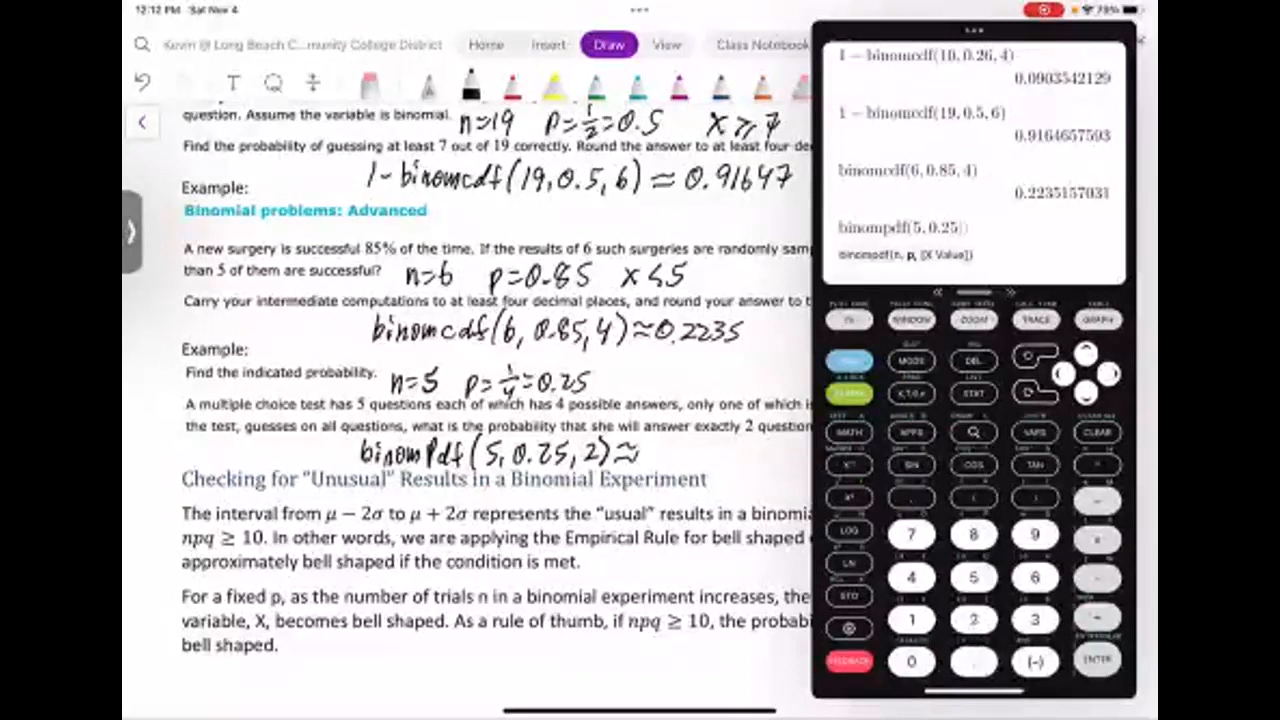 12:12 PM Sat Nov 4
79%
Kevin @ Long Beach C...munity College District Home Insert Draw View Class Notebook
question. Assume the variable is binomial. n=19 p=1/2=0.5 X≥7
Find the probability of guessing at least 7 out of 19 correctly. Round the answer to at least four de
1-binomcdf(19,0.5,6) ≈ 0.91647
Example:
Binomial problems: Advanced
A new surgery is successful 85% of the time. If the results of 6 such surgeries are randomly sam
than 5 of them are successful? n=6 p=0.85 x<5
Carry your intermediate computations to at least four decimal places, and round your answer to t
binomcdf(6, 0.85, 4) ≈ 0.2235
Example:
Find the indicated probability. n=5 p=1/4=0.25
A multiple choice test has 5 questions each of which has 4 possible answers, only one of which is
the test, guesses on all questions, what is the probability that she will answer exactly 2 question
binomPdf(5, 0.25, 2) ≈
Checking for "Unusual" Results in a Binomial Experiment
The interval from μ − 2σ to μ + 2σ represents the "usual" results in a binomia
npq ≥ 10. In other words, we are applying the Empirical Rule for bell shaped
approximately bell shaped if the condition is met.
For a fixed p, as the number of trials n in a binomial experiment increases, the
variable, X, becomes bell shaped. As a rule of thumb, if npq ≥ 10, the probabi
bell shaped.
1 − binomcdf(10, 0.26, 4)
0.0903542129
1 − binomcdf(19, 0.5, 6)
0.9164657593
binomcdf(6, 0.85, 4)
0.2235157031
binompdf(5, 0.25)
binompdf(n, p, [X Value])
Y= WINDOW ZOOM TRACE GRAPH
MODE DEL
X,T,θ,n STAT
MATH APPS VARS CLEAR
SIN COS TAN
x² , ( )
LOG 7 8 9 ×
LN 4 5 6 −
STO 1 2 3 +
FEEDBACK 0 . (-) ENTER